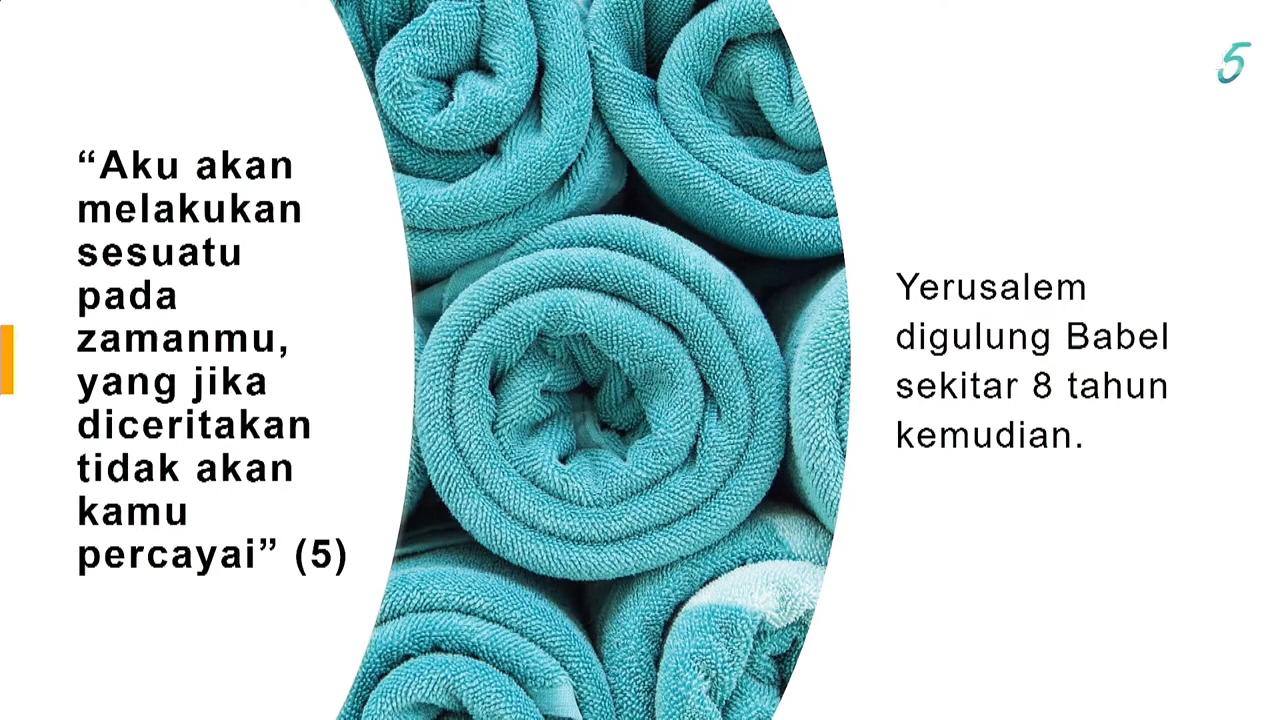 “Aku akan
melakukan
sesuatu
pada
zamanmu,
yang jika
diceritakan
tidak akan
kamu
percayai” (5)
Yerusalem
digulung Babel
sekitar 8 tahun
kemudian.
5